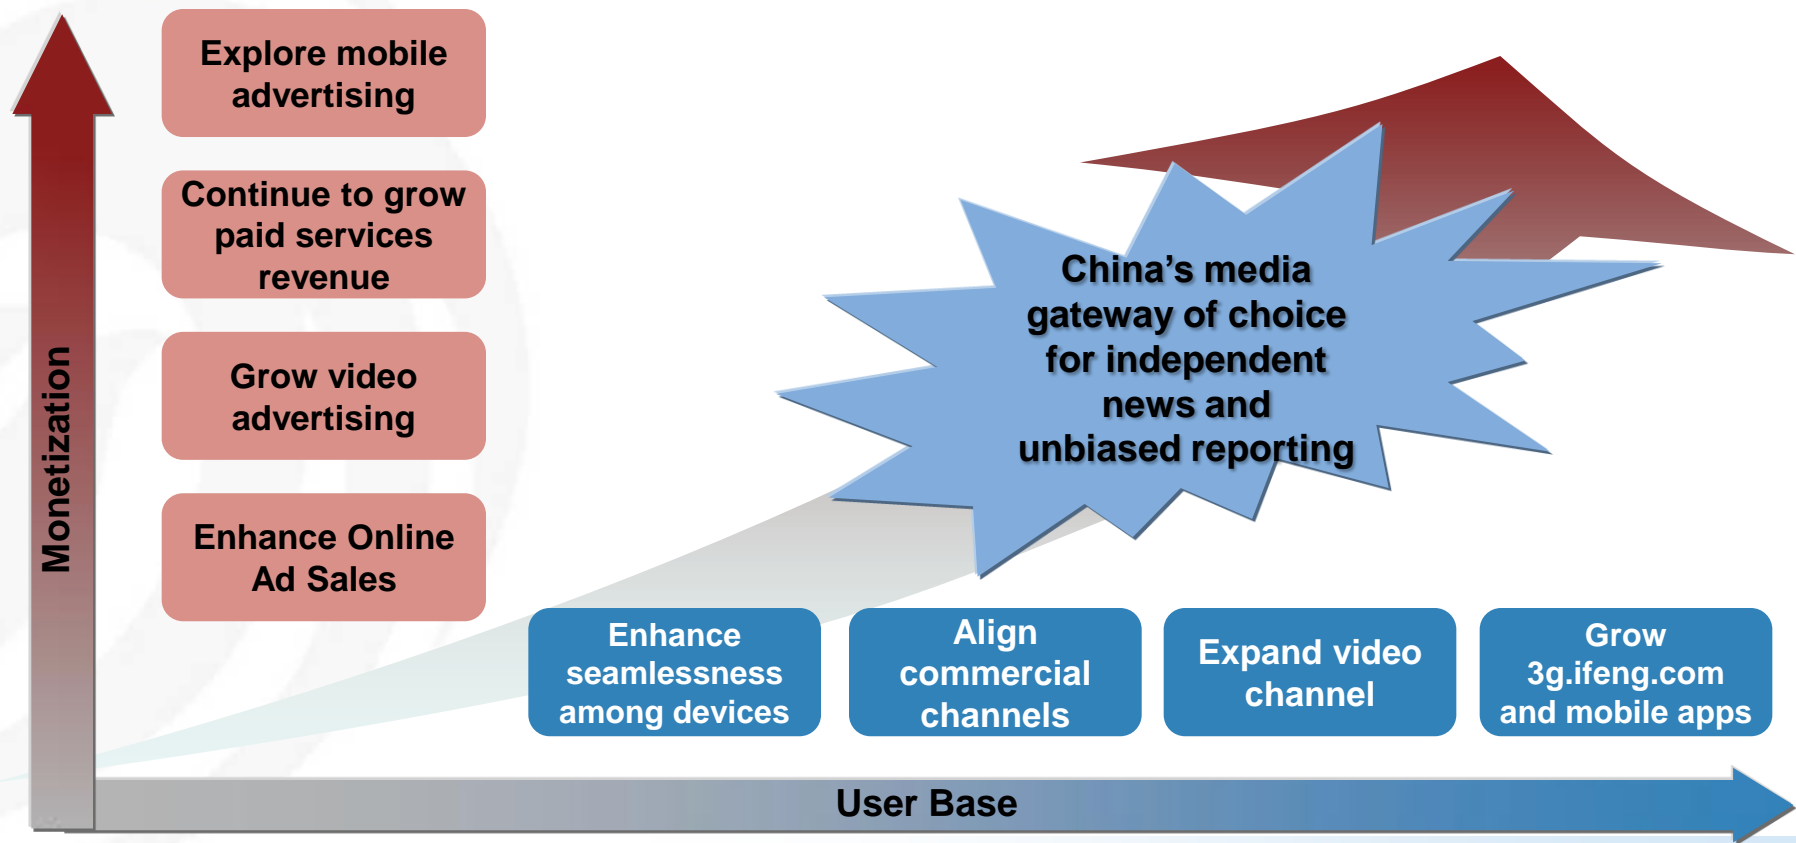 Explore mobile
advertising
Continue to grow
paid services
revenue
Grow video
advertising
Enhance Online
Ad Sales
Monetization
China’s media
gateway of choice
for independent
news and
unbiased reporting
Enhance
seamlessness
among devices
Align
commercial
channels
Expand video
channel
Grow
3g.ifeng.com
and mobile apps
User Base